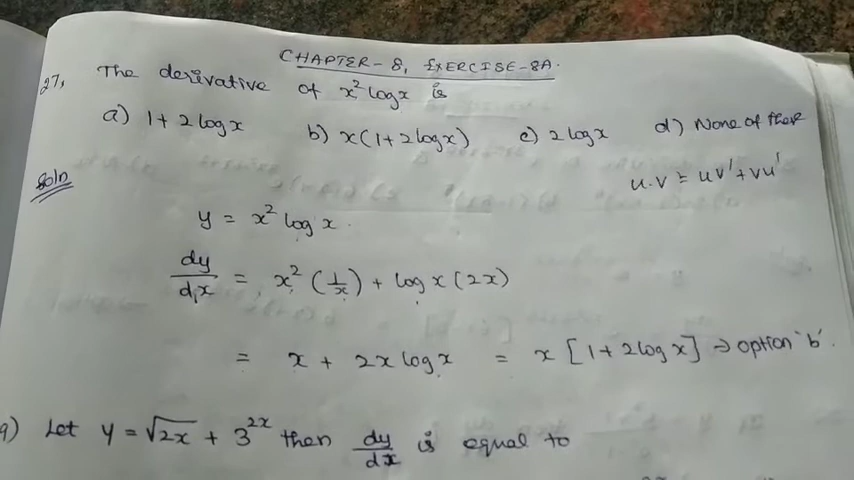 CHAPTER-8, EXERCISE-8A.
27, The derivative of x² log x is
a) 1+2 log x b) x(1+2 log x) c) 2 log x d) None of these
Soln
u.v = uv' + vu'
y = x² log x.
dy/dx = x² (1/x) + log x (2x)
= x + 2x log x = x [1+2 log x] → option 'b'.
9) Let y = √2x + 3^2x then dy/dx is equal to